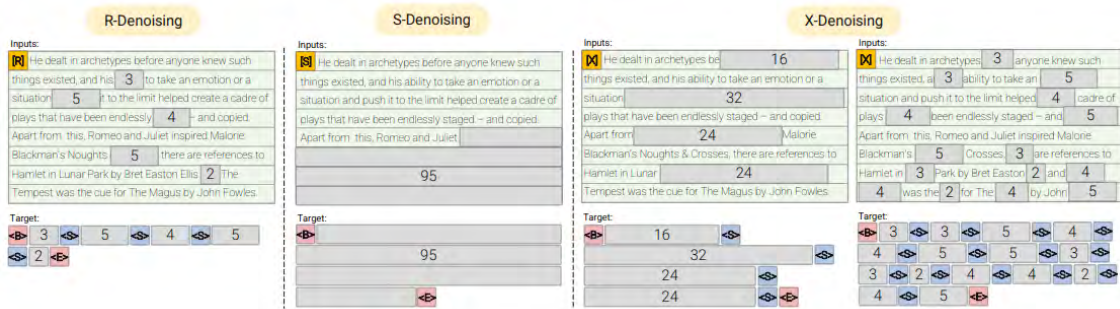 R-Denoising
Inputs:
[R] He dealt in archetypes before anyone knew such
things existed, and his 3 to take an emotion or a
situation 5 it to the limit helped create a cadre of
plays that have been endlessly 4 – and copied.
Apart from this, Romeo and Juliet inspired Malorie
Blackman's Noughts 5 there are references to
Hamlet in Lunar Park by Bret Easton Ellis 2 The
Tempest was the cue for The Magus by John Fowles.
Target:
<B> 3 <S> 5 <S> 4 <S> 5
<S> 2 <E>
S-Denoising
Inputs:
[S] He dealt in archetypes before anyone knew such
things existed, and his ability to take an emotion or a
situation and push it to the limit helped create a cadre of
plays that have been endlessly staged – and copied.
Apart from this, Romeo and Juliet
95
Target:
<B>
95
<E>
X-Denoising
Inputs:
[X] He dealt in archetypes be 16
things existed, and his ability to take an emotion or a
situation 32
plays that have been endlessly staged – and copied.
Apart from 24 Malorie
Blackman's Noughts & Crosses, there are references to
Hamlet in Lunar 24
Tempest was the cue for The Magus by John Fowles.
Target:
<B> 16 <S>
32 <S>
24 <S>
24 <S> <E>
Inputs:
[X] He dealt in archetypes 3 anyone knew such
things existed, a 3 ability to take an 5
situation and push it to the limit helped 4 cadre of
plays 4 been endlessly staged – and 5
Apart from this, Romeo and Juliet inspired Malorie
Blackman's 5 Crosses, 3 are references to
Hamlet in 3 Park by Bret Easton 2 and 4
4 was the 2 for The 4 by John 5
Target:
<B> 3 <S> 3 <S> 5 <S> 4 <S>
4 <S> 5 <S> 5 <S> 3 <S>
3 <S> 2 <S> 4 <S> 4 <S> 2 <S>
4 <S> 5 <E>